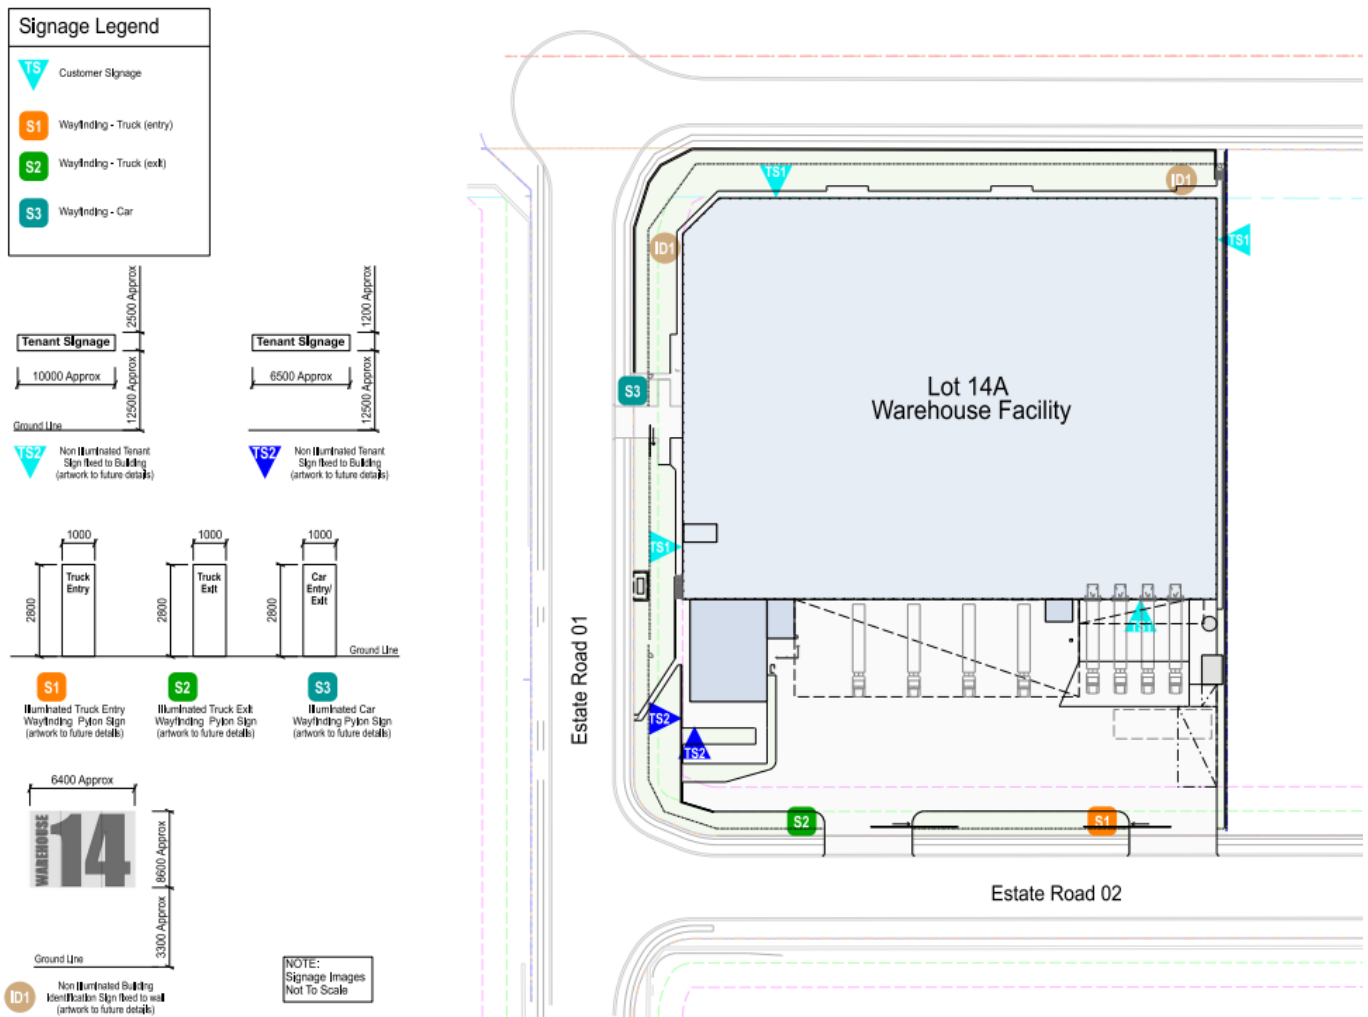 Signage Legend
TS
Customer Signage
S1
Wayfinding - Truck (entry)
S2
Wayfinding - Truck (exit)
S3
Wayfinding - Car
2500 Approx
Tenant Signage
10000 Approx
12500 Approx
Ground Line
TS2
Non Illuminated Tenant
Sign fixed to Building
(artwork to future details)
1200 Approx
Tenant Signage
6500 Approx
12500 Approx
TS2
Non Illuminated Tenant
Sign fixed to Building
(artwork to future details)
1000
2800
Truck
Entry
1000
2800
Truck
Exit
1000
2800
Car
Entry/
Exit
Ground Line
S1
Illuminated Truck Entry
Wayfinding Pylon Sign
(artwork to future details)
S2
Illuminated Truck Exit
Wayfinding Pylon Sign
(artwork to future details)
S3
Illuminated Car
Wayfinding Pylon Sign
(artwork to future details)
6400 Approx
WAREHOUSE
14
8600 Approx
3300 Approx
Ground Line
ID1
Non Illuminated Building
Identification Sign fixed to wall
(artwork to future details)
NOTE:
Signage Images
Not To Scale
TS1
ID1
TS1
ID1
S3
Lot 14A
Warehouse Facility
TS1
TS1
Estate Road 01
TS2
TS2
S2
S1
Estate Road 02